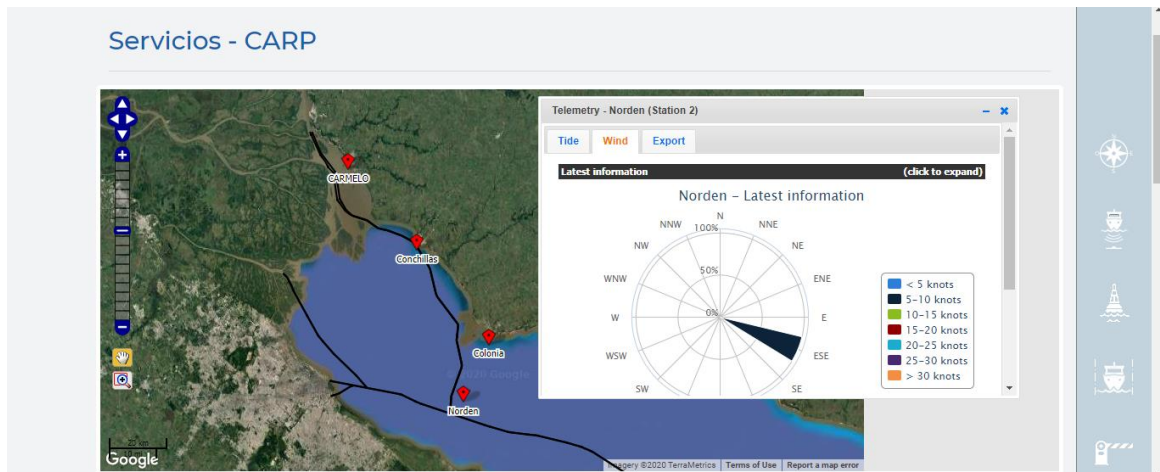 Servicios - CARP
Telemetry - Norden (Station 2)
Tide Wind Export
Latest information (click to expand)
Norden – Latest information
N
NNW 100% NNE
NW NE
50%
WNW ENE
W 0% E
WSW ESE
SW SE
< 5 knots
5–10 knots
10–15 knots
15–20 knots
20–25 knots
25–30 knots
> 30 knots
CARMELO
Conchillas
Colonia
© 2020 Google
Norden
20 km
Google
Imagery ©2020 TerraMetrics Terms of Use Report a map error